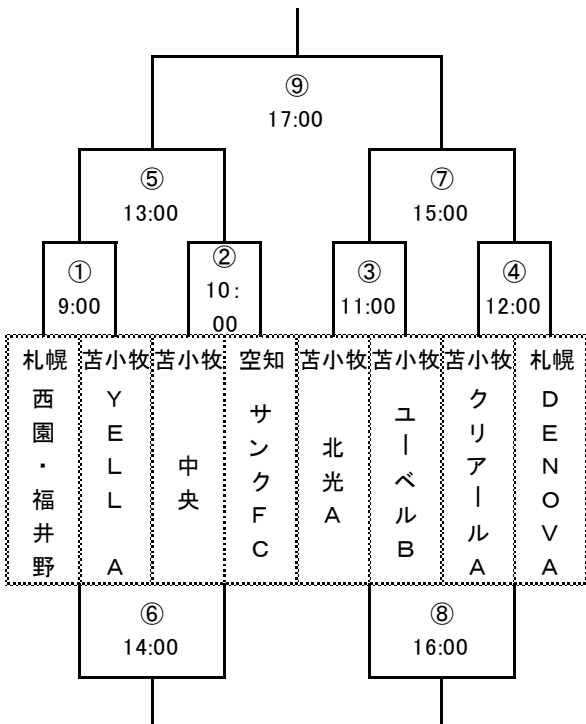 ⑨
17:00
⑤
13:00
⑦
15:00
①
9:00
②
10:
00
③
11:00
④
12:00
札幌
西園・福井野
苫小牧
YELL A
苫小牧
中央
空知
サンクFC
苫小牧
北光A
苫小牧
ユーベルB
苫小牧
クリアールA
札幌
DENOVA
⑥
14:00
⑧
16:00